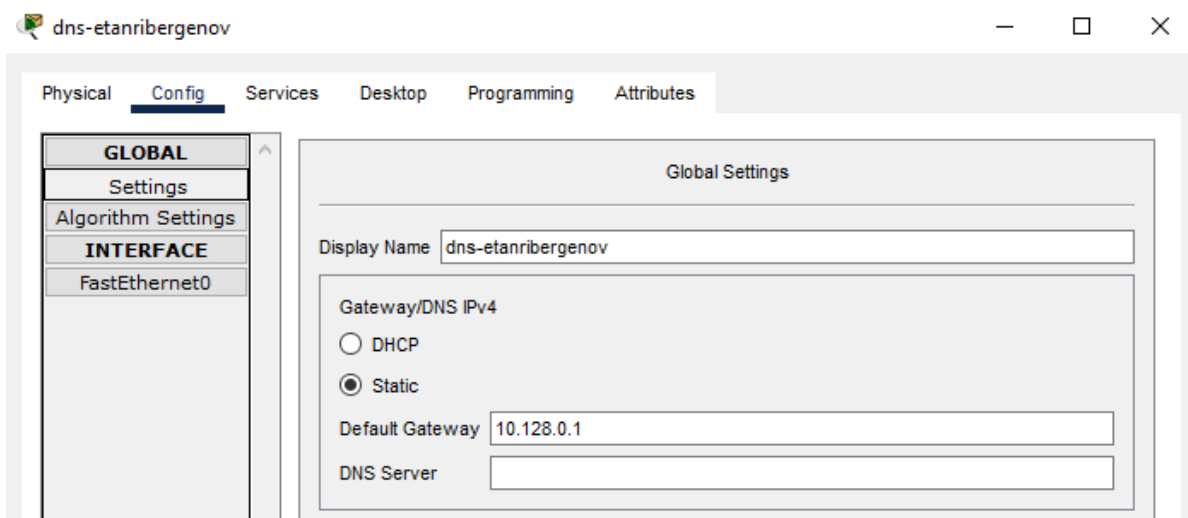 dns-etanribergenov
Physical Config Services Desktop Programming Attributes
GLOBAL
Settings
Algorithm Settings
INTERFACE
FastEthernet0
Global Settings
Display Name dns-etanribergenov
Gateway/DNS IPv4
DHCP
Static
Default Gateway 10.128.0.1
DNS Server